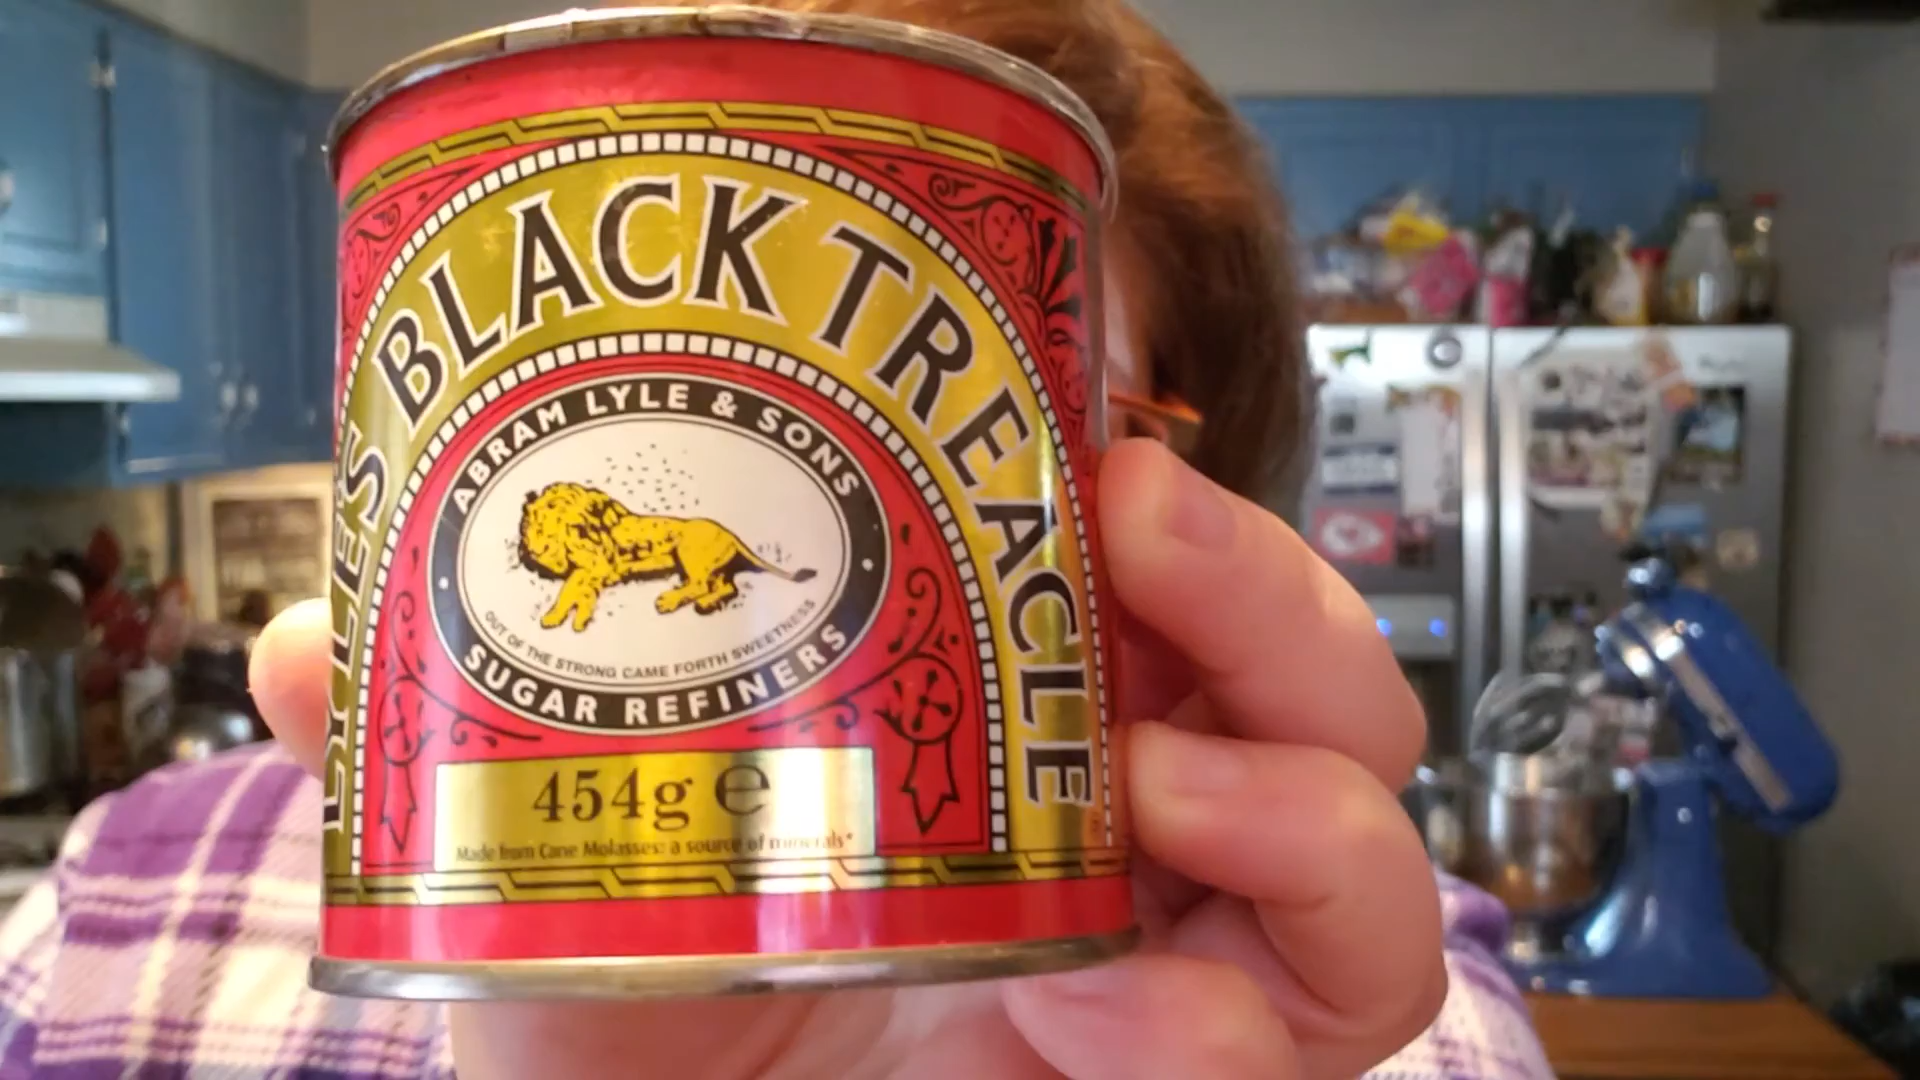 LYLE'S BLACK TREACLE
ABRAM LYLE & SONS
OUT OF THE STRONG CAME FORTH SWEETNESS
SUGAR REFINERS
454g e
Made from Cane Molasses: a source of minerals*